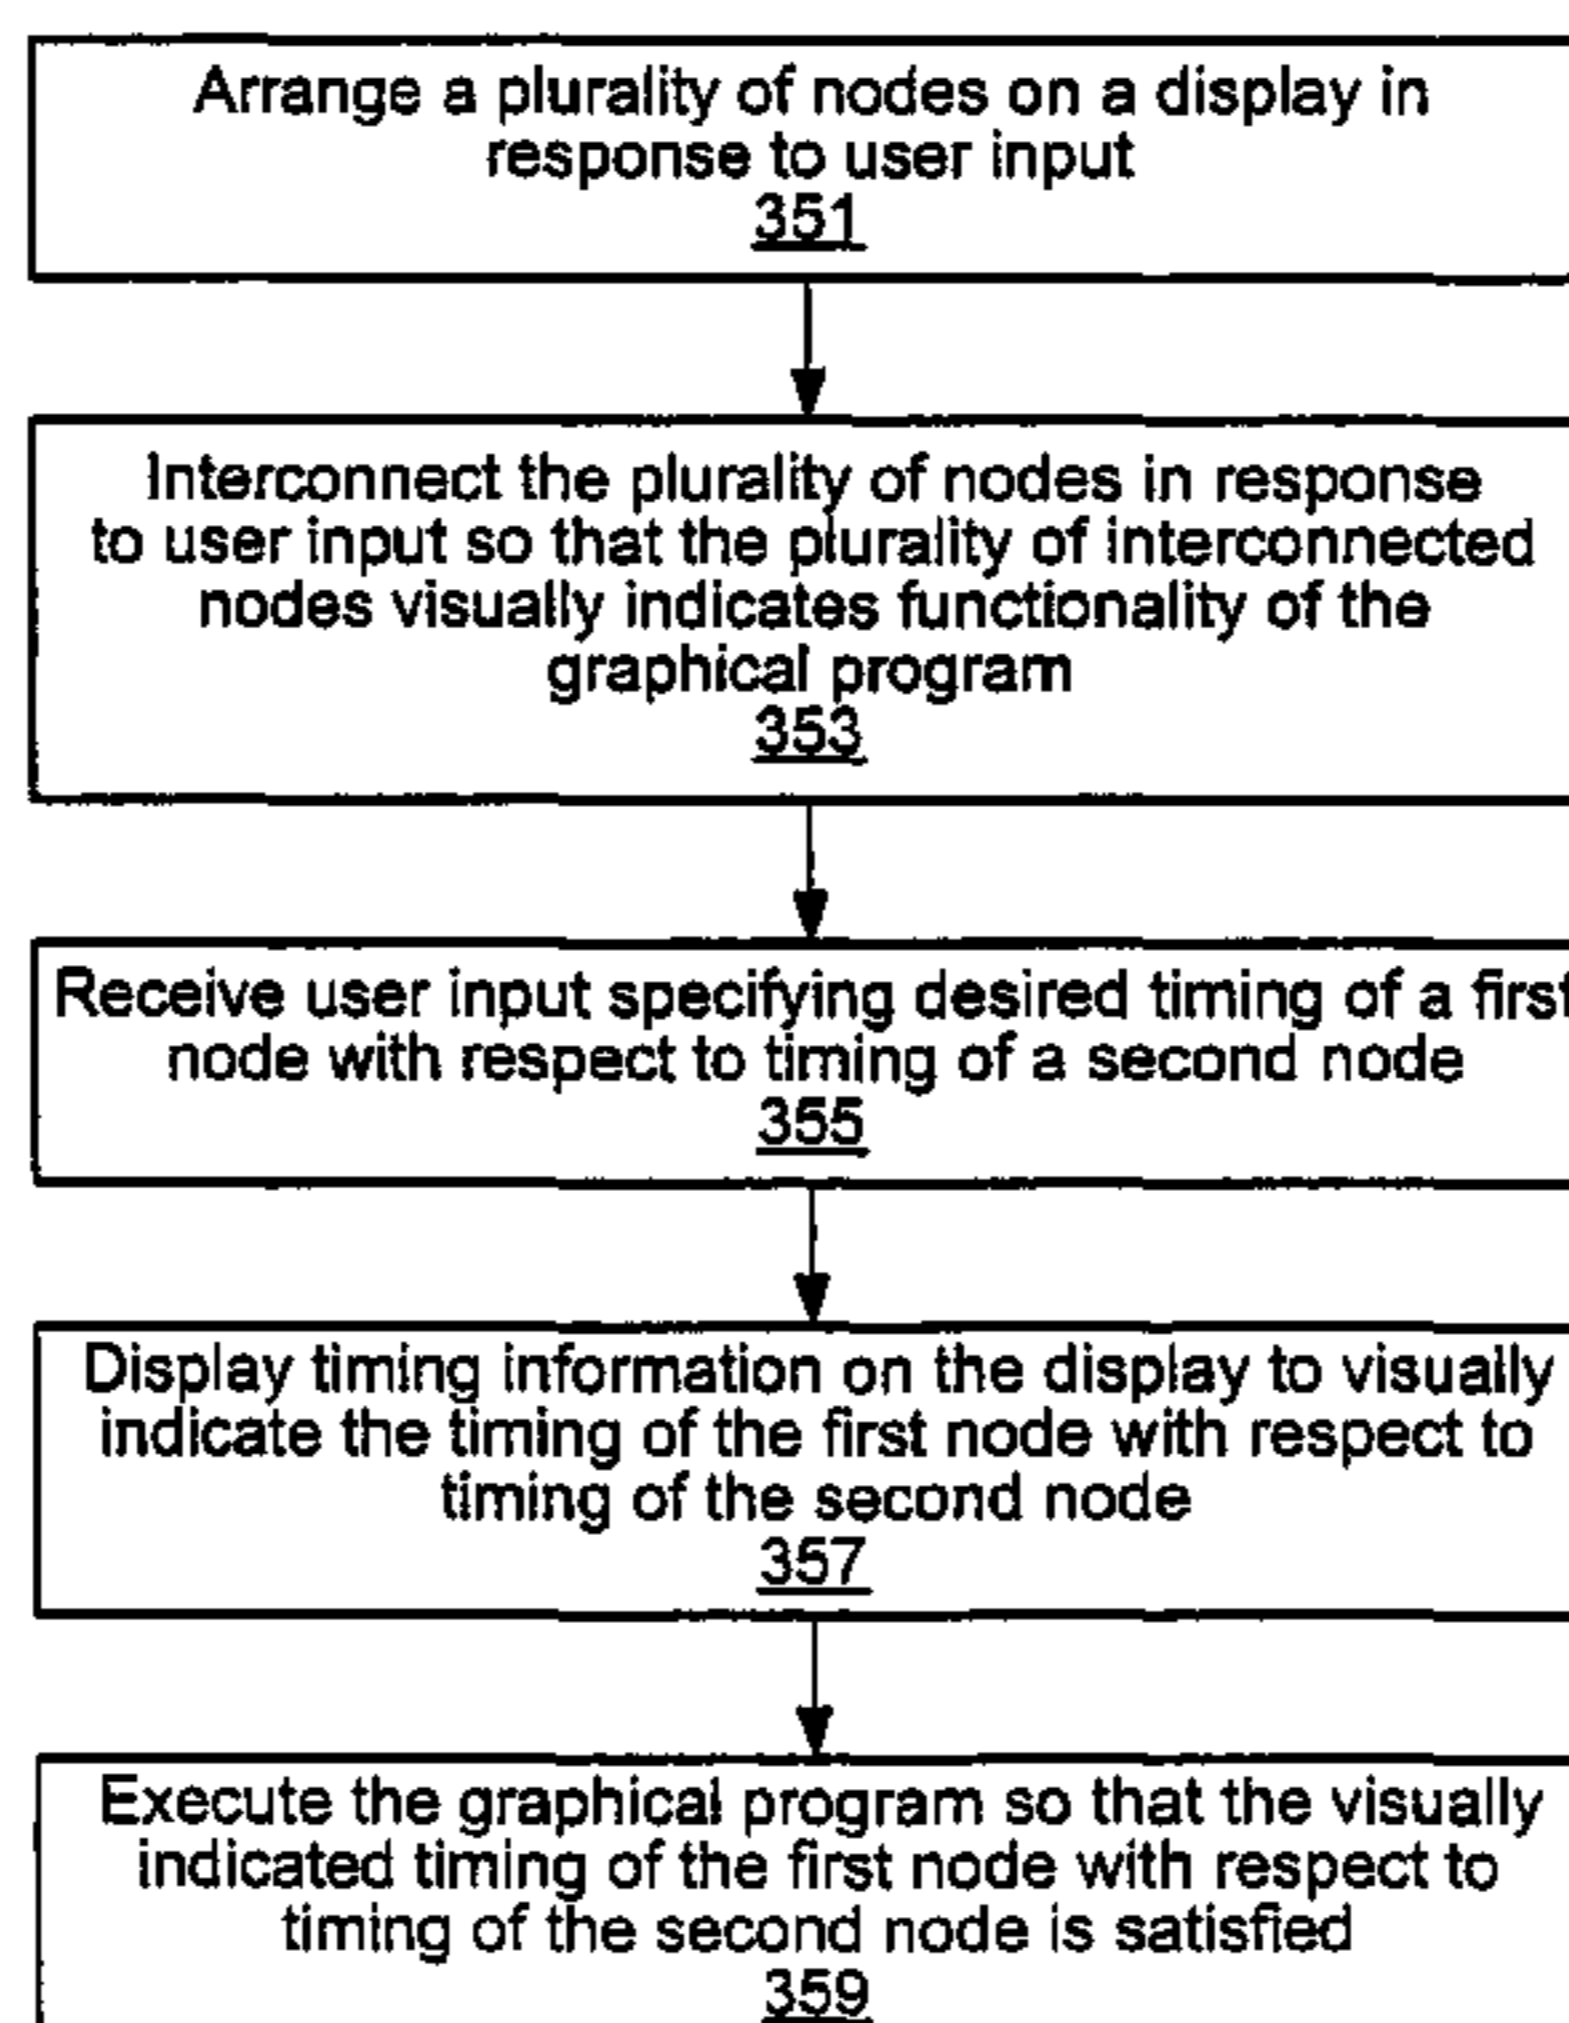 Arrange a plurality of nodes on a display in
response to user input
351
Interconnect the plurality of nodes in response
to user input so that the plurality of interconnected
nodes visually indicates functionality of the
graphical program
353
Receive user input specifying desired timing of a first
node with respect to timing of a second node
355
Display timing information on the display to visually
indicate the timing of the first node with respect to
timing of the second node
357
Execute the graphical program so that the visually
indicated timing of the first node with respect to
timing of the second node is satisfied
359